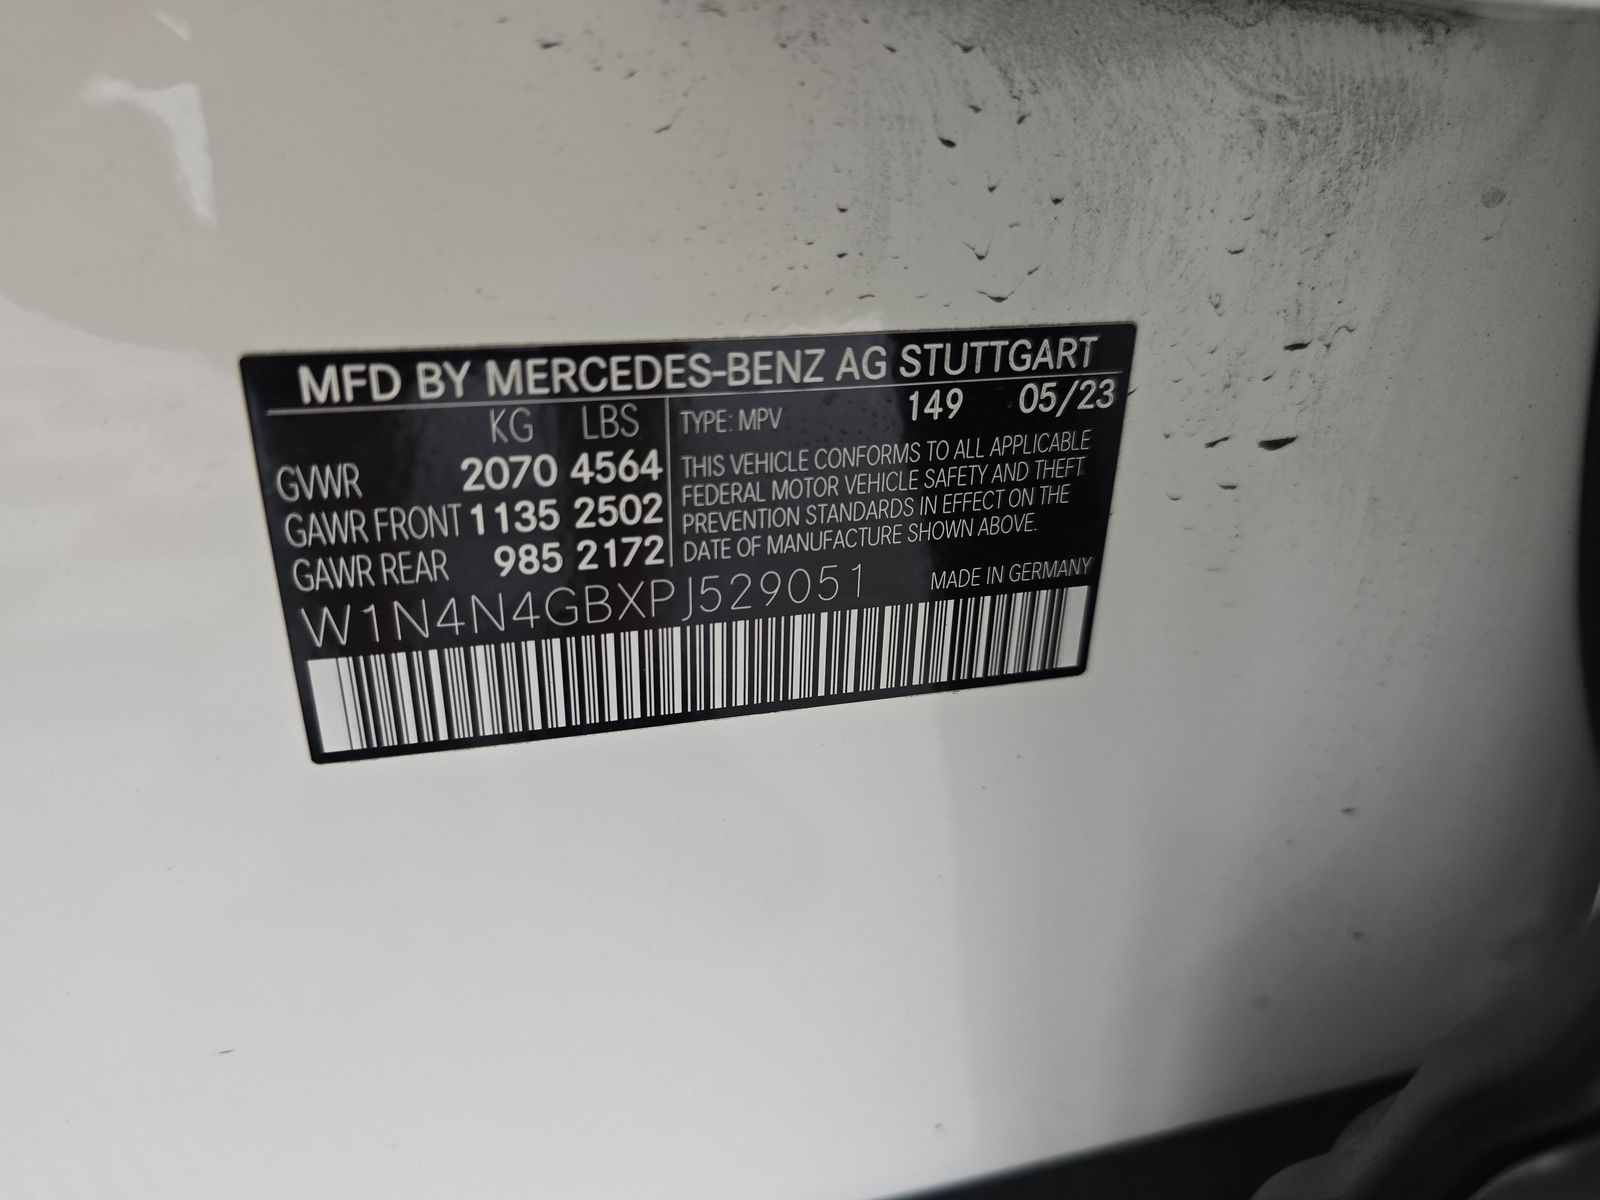 MFD BY MERCEDES-BENZ AG STUTTGART
KG LBS
GVWR 2070 4564
GAWR FRONT 1135 2502
GAWR REAR 985 2172
TYPE: MPV 149 05/23
THIS VEHICLE CONFORMS TO ALL APPLICABLE
FEDERAL MOTOR VEHICLE SAFETY AND THEFT
PREVENTION STANDARDS IN EFFECT ON THE
DATE OF MANUFACTURE SHOWN ABOVE.
W1N4N4GBXPJ529051 MADE IN GERMANY